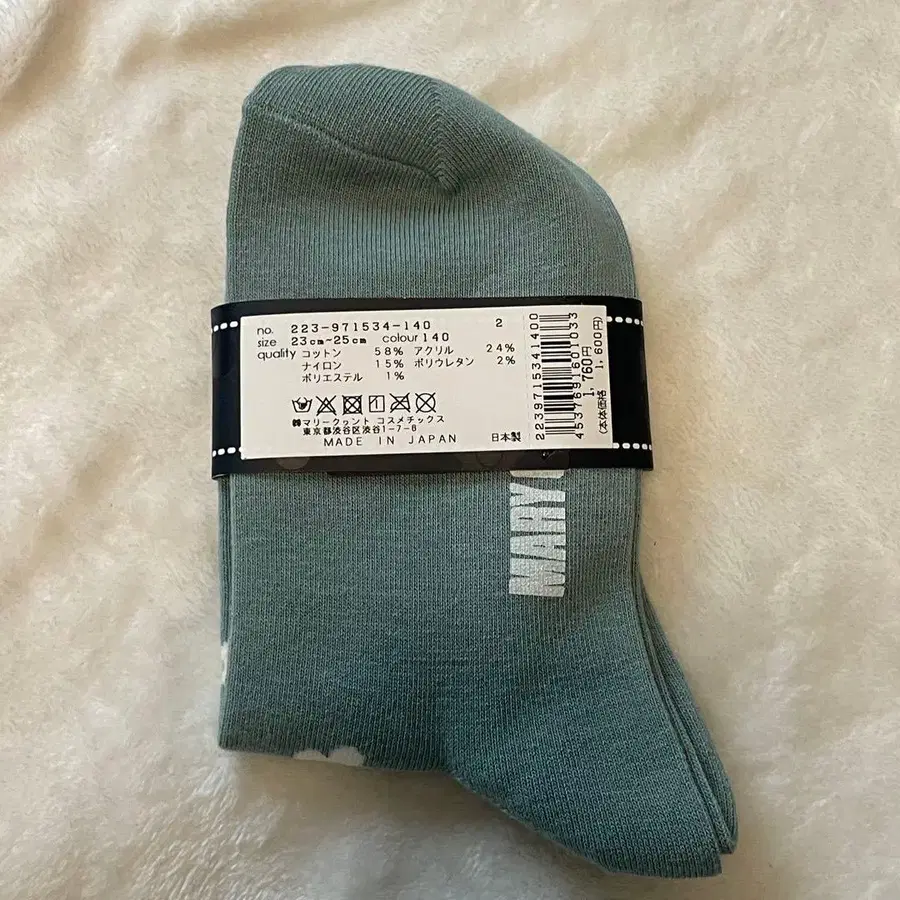 no. 223-971534-140 2
size 23cm~25cm colour 140
quality コットン 58% アクリル 24%
ナイロン 15% ポリウレタン 2%
ポリエステル 1%
マリークヮント コスメチックス
東京都渋谷区渋谷1-7-6
MADE IN JAPAN 日本製
2239715341400
4537691601033
1,760円
(本体価格 1,600円)
MARY